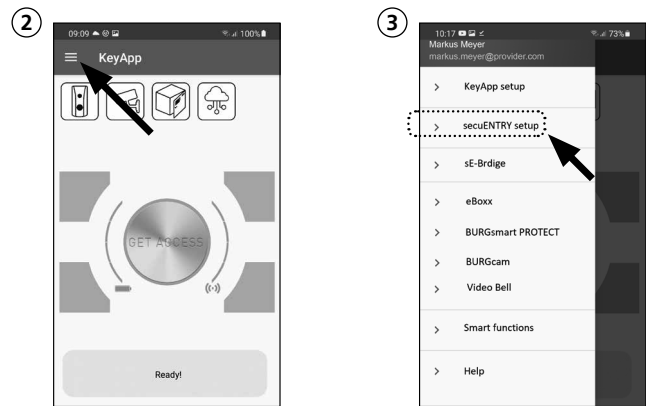 2
09:09 100%
KeyApp
GET ACCESS
Ready!
3
10:17 73%
Markus Meyer
markus.meyer@provider.com
KeyApp setup
secuENTRY setup
sE-Brdige
eBoxx
BURGsmart PROTECT
BURGcam
Video Bell
Smart functions
Help